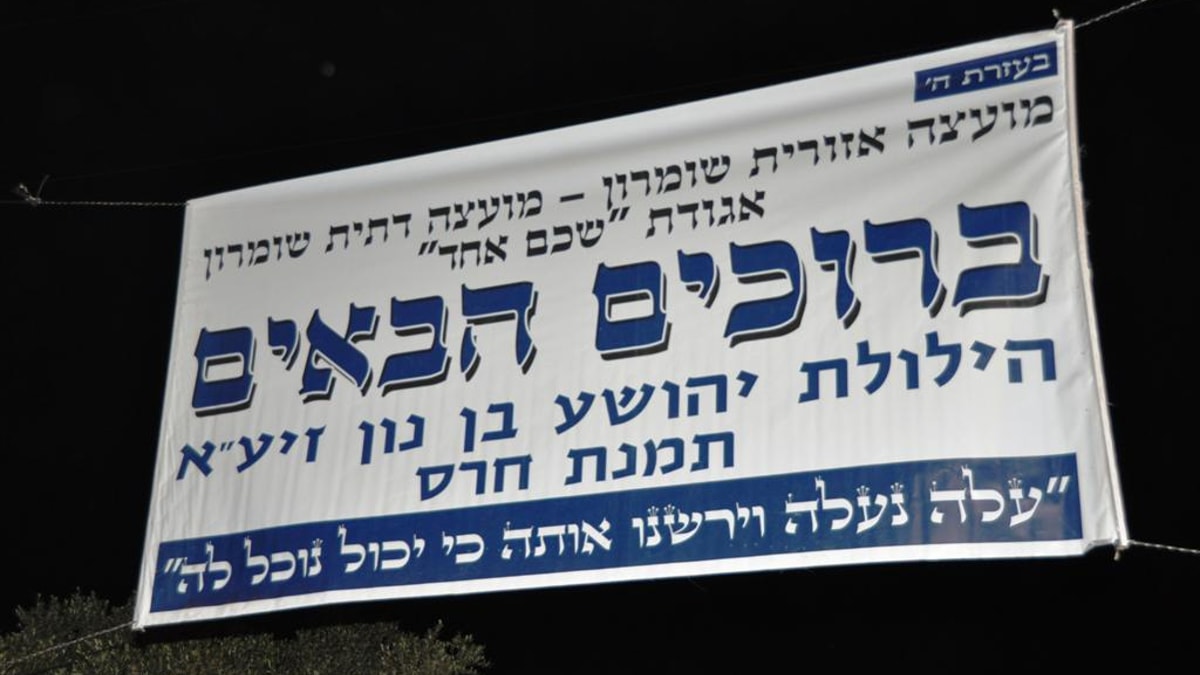 בעזרת ה'
מועצה אזורית שומרון – מועצה דתית שומרון
אגודת "שכם אחד"
ברוכים הבאים
הילולת יהושע בן נון זיע"א
תמנת חרס
"עלה נעלה וירשנו אותה כי יכול נוכל לה"